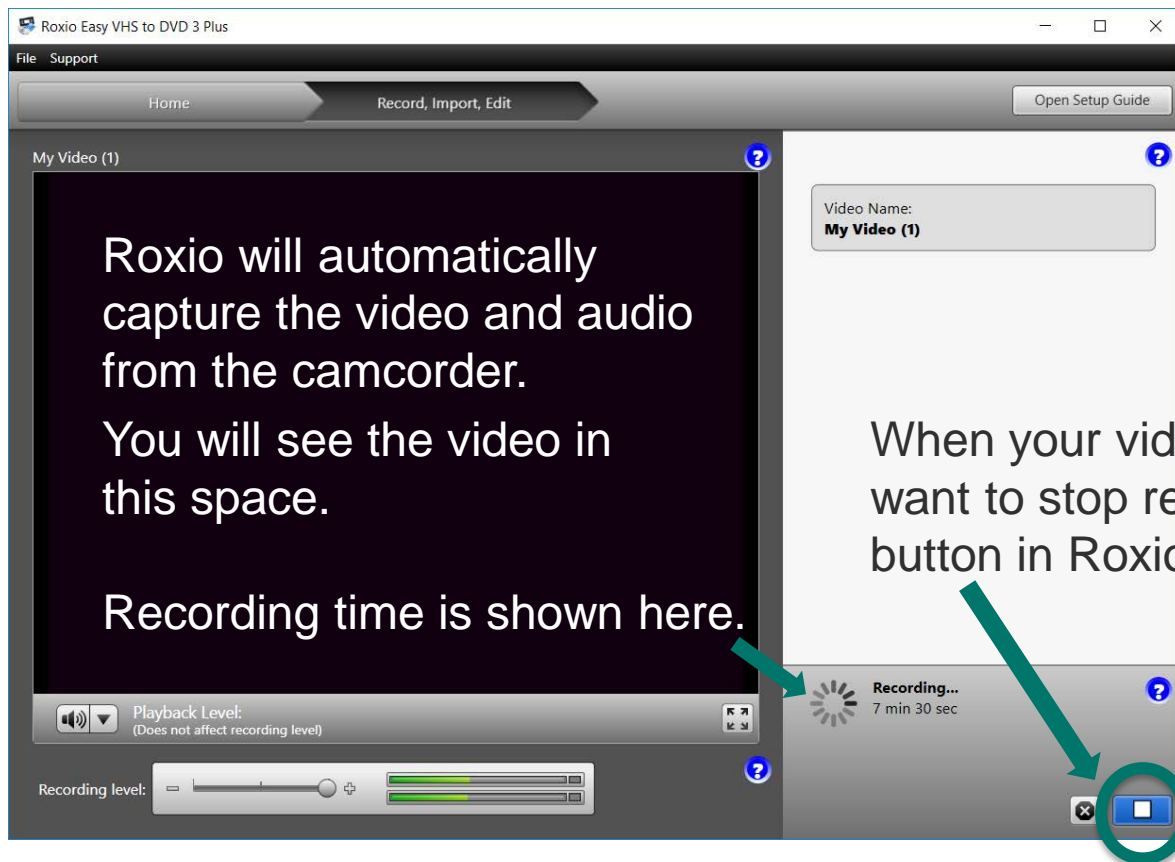 Roxio Easy VHS to DVD 3 Plus
File Support
Home
Record, Import, Edit
Open Setup Guide
My Video (1)
Video Name:
My Video (1)
Roxio will automatically
capture the video and audio
from the camcorder.
You will see the video in
this space.
Recording time is shown here.
When your
want to stop
button in
Recording...
7 min 30 sec
Playback Level:
(Does not affect recording level)
Recording level: